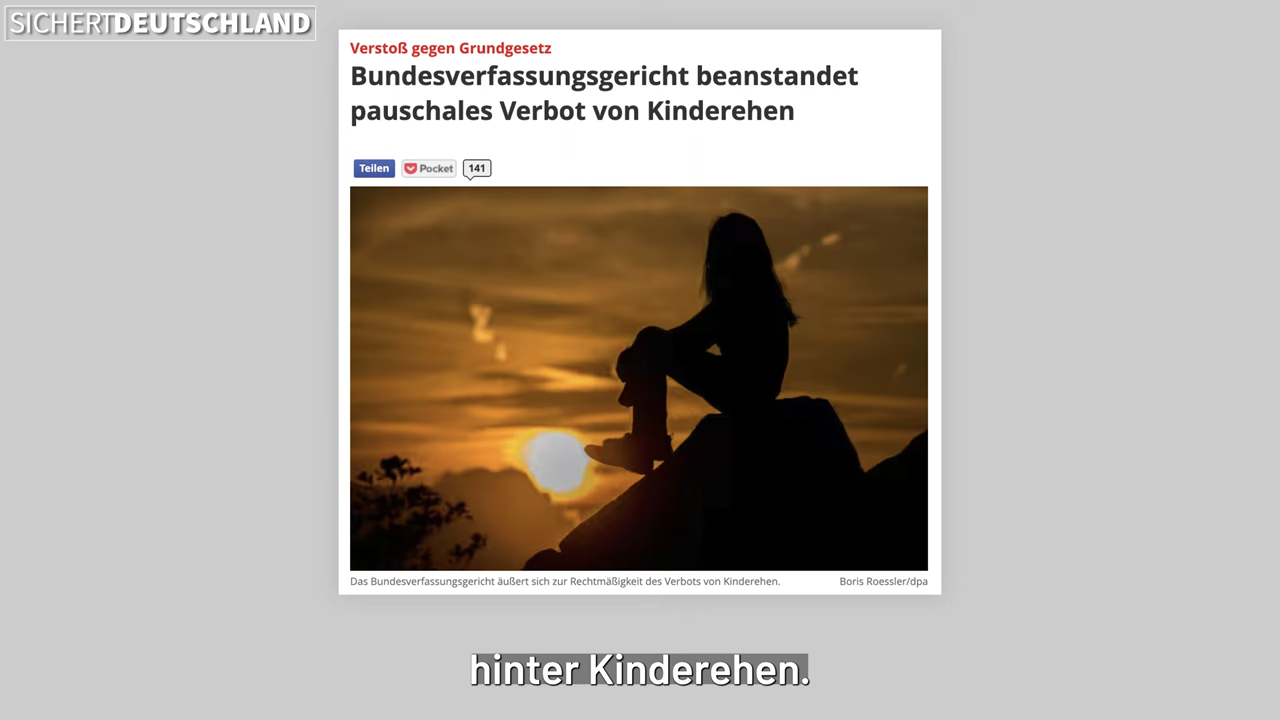 SICHERTDEUTSCHLAND
Verstoß gegen Grundgesetz
Bundesverfassungsgericht beanstandet
pauschales Verbot von Kinderehen
Teilen Pocket 141
Das Bundesverfassungsgericht äußert sich zur Rechtmäßigkeit des Verbots von Kinderehen. Boris Roessler/dpa
hinter Kinderehen.